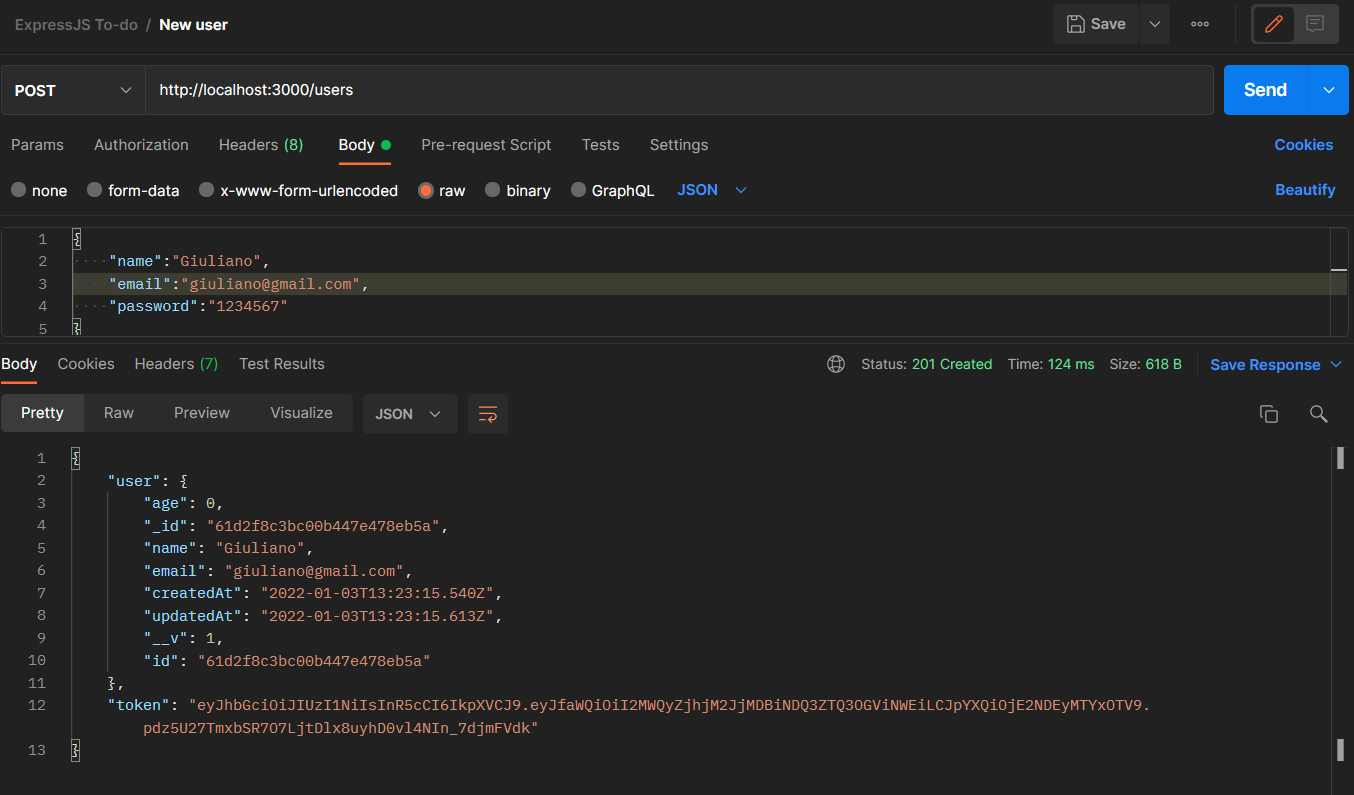 ExpressJS To-do / New user
Save
POST
http://localhost:3000/users
Send
Params Authorization Headers (8) Body Pre-request Script Tests Settings Cookies
none form-data x-www-form-urlencoded raw binary GraphQL JSON Beautify
1 {
2 "name":"Giuliano",
3 "email":"giuliano@gmail.com",
4 "password":"1234567"
5 }
Body Cookies Headers (7) Test Results Status: 201 Created Time: 124 ms Size: 618 B Save Response
Pretty Raw Preview Visualize JSON
1 {
2 "user": {
3 "age": 0,
4 "_id": "61d2f8c3bc00b447e478eb5a",
5 "name": "Giuliano",
6 "email": "giuliano@gmail.com",
7 "createdAt": "2022-01-03T13:23:15.540Z",
8 "updatedAt": "2022-01-03T13:23:15.613Z",
9 "__v": 1,
10 "id": "61d2f8c3bc00b447e478eb5a"
11 },
12 "token": "eyJhbGciOiJIUzI1NiIsInR5cCI6IkpXVCJ9.eyJfaWQiOiI2MWQyZjhjM2JjMDBiNDQ3ZTQ3OGViNWEiLCJpYXQiOjE2NDEyMTYxOTV9.
pdz5U27TmxbSR7O7LjtDlx8uyhD0vl4NIn_7djmFVdk"
13 }